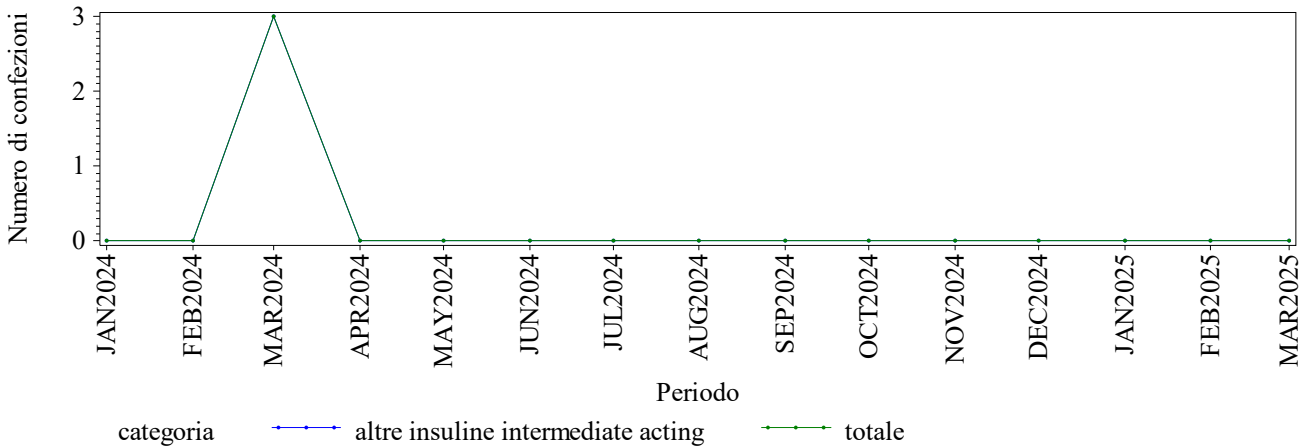 Numero di confezioni
3
2
1
0
JAN2024
FEB2024
MAR2024
APR2024
MAY2024
JUN2024
JUL2024
AUG2024
SEP2024
OCT2024
NOV2024
DEC2024
JAN2025
FEB2025
MAR2025
Periodo
categoria altre insuline intermediate acting totale